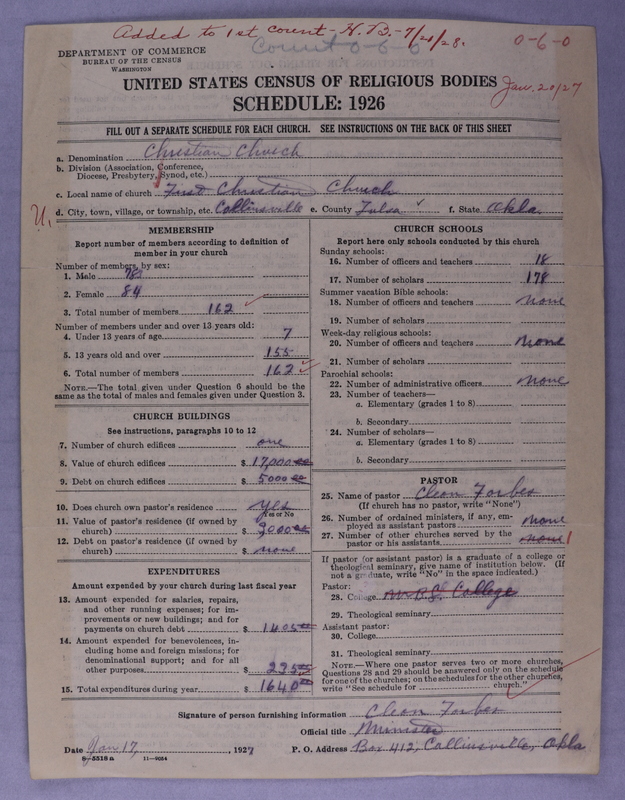 Added to 1st count - H.B. - 7/21/28.
Count 0-6-0
0-6-0
DEPARTMENT OF COMMERCE
BUREAU OF THE CENSUS
WASHINGTON
UNITED STATES CENSUS OF RELIGIOUS BODIES
Jan. 20/27
SCHEDULE: 1926
FILL OUT A SEPARATE SCHEDULE FOR EACH CHURCH. SEE INSTRUCTIONS ON THE BACK OF THIS SHEET
a. Denomination Christian Church
b. Division (Association, Conference, Diocese, Presbytery, Synod, etc.)
c. Local name of church First Christian Church
U. d. City, town, village, or township, etc. Collinsville e. County Tulsa f. State Okla.
MEMBERSHIP
Report number of members according to definition of
member in your church
Number of members by sex:
1. Male 78
2. Female 84
3. Total number of members 162
Number of members under and over 13 years old:
4. Under 13 years of age 7
5. 13 years old and over 155
6. Total number of members 162
NOTE.—The total given under Question 6 should be the
same as the total of males and females given under Question 3.
CHURCH BUILDINGS
See instructions, paragraphs 10 to 12
7. Number of church edifices one
8. Value of church edifices $ 17,000 00
9. Debt on church edifices $ 5000 00
10. Does church own pastor's residence Yes
Yes or No
11. Value of pastor's residence (if owned by
church) $ 3000 00
12. Debt on pastor's residence (if owned by
church) $ none
EXPENDITURES
Amount expended by your church during last fiscal year
13. Amount expended for salaries, repairs,
and other running expenses; for im-
provements or new buildings; and for
payments on church debt $ 1405 00
14. Amount expended for benevolences, in-
cluding home and foreign missions; for
denominational support; and for all
other purposes $ 235
15. Total expenditures during year $ 1640 00
CHURCH SCHOOLS
Report here only schools conducted by this church
Sunday schools:
16. Number of officers and teachers 18
17. Number of scholars 178
Summer vacation Bible schools:
18. Number of officers and teachers none
19. Number of scholars
Week-day religious schools:
20. Number of officers and teachers none
21. Number of scholars
Parochial schools:
22. Number of administrative officers none
23. Number of teachers—
a. Elementary (grades 1 to 8)
b. Secondary
24. Number of scholars—
a. Elementary (grades 1 to 8)
b. Secondary
PASTOR
25. Name of pastor Cleon Forbes
(If church has no pastor, write "None")
26. Number of ordained ministers, if any, em-
ployed as assistant pastors none
27. Number of other churches served by the
pastor or his assistants none 1
If pastor (or assistant pastor) is a graduate of a college or
theological seminary, give name of institution below. (If
not a graduate, write "No" in the space indicated.)
Pastor:
28. College College
29. Theological seminary
Assistant pastor:
30. College
31. Theological seminary
NOTE.—Where one pastor serves two or more churches,
Questions 28 and 29 should be answered only on the schedule
for one of the churches; on the schedules for the other churches,
write "See schedule for church."
Signature of person furnishing information Cleon Forbes
Official title Minister
Date Jan 17, 1927 P. O. Address Box 412, Collinsville, Okla
8—5518 a 11—9054